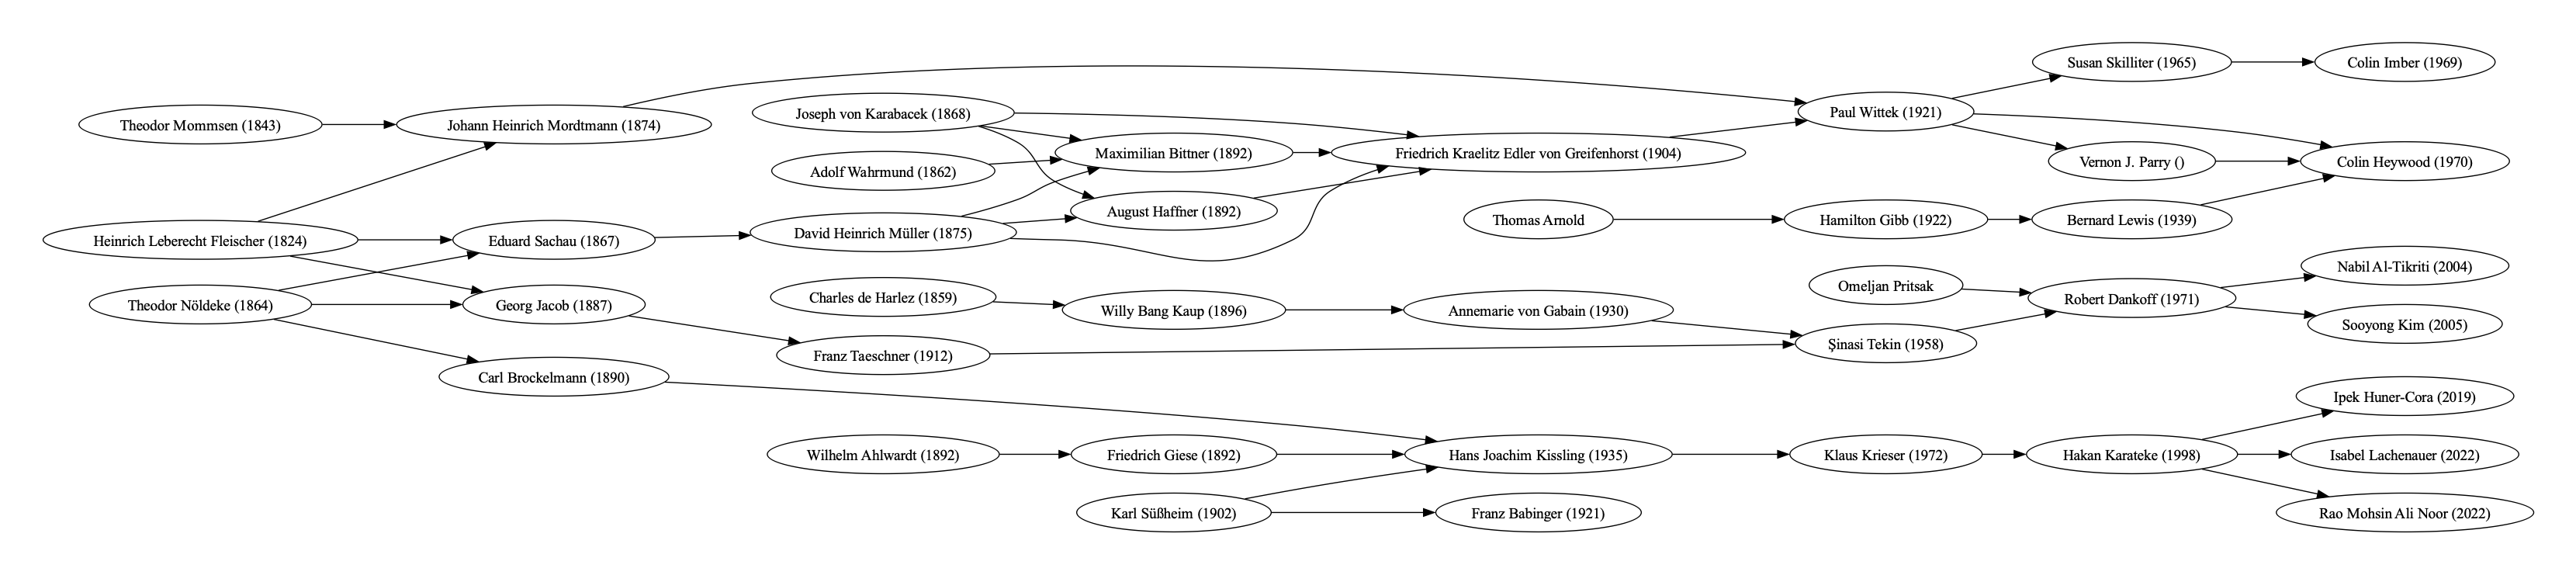 Theodor Mommsen (1843)
Heinrich Leberecht Fleischer (1824)
Theodor Nöldeke (1864)
Johann Heinrich Mordtmann (1874)
Eduard Sachau (1867)
Georg Jacob (1887)
Carl Brockelmann (1890)
Joseph von Karabacek (1868)
Adolf Wahrmund (1862)
David Heinrich Müller (1875)
Charles de Harlez (1859)
Franz Taeschner (1912)
Wilhelm Ahlwardt (1892)
Maximilian Bittner (1892)
August Haffner (1892)
Willy Bang Kaup (1896)
Friedrich Giese (1892)
Karl Süßheim (1902)
Friedrich Kraelitz Edler von Greifenhorst (1904)
Thomas Arnold
Annemarie von Gabain (1930)
Hans Joachim Kissling (1935)
Franz Babinger (1921)
Paul Wittek (1921)
Hamilton Gibb (1922)
Omeljan Pritsak
Şinasi Tekin (1958)
Klaus Krieser (1972)
Susan Skilliter (1965)
Vernon J. Parry ()
Bernard Lewis (1939)
Robert Dankoff (1971)
Hakan Karateke (1998)
Colin Imber (1969)
Colin Heywood (1970)
Nabil Al-Tikriti (2004)
Sooyong Kim (2005)
Ipek Huner-Cora (2019)
Isabel Lachenauer (2022)
Rao Mohsin Ali Noor (2022)